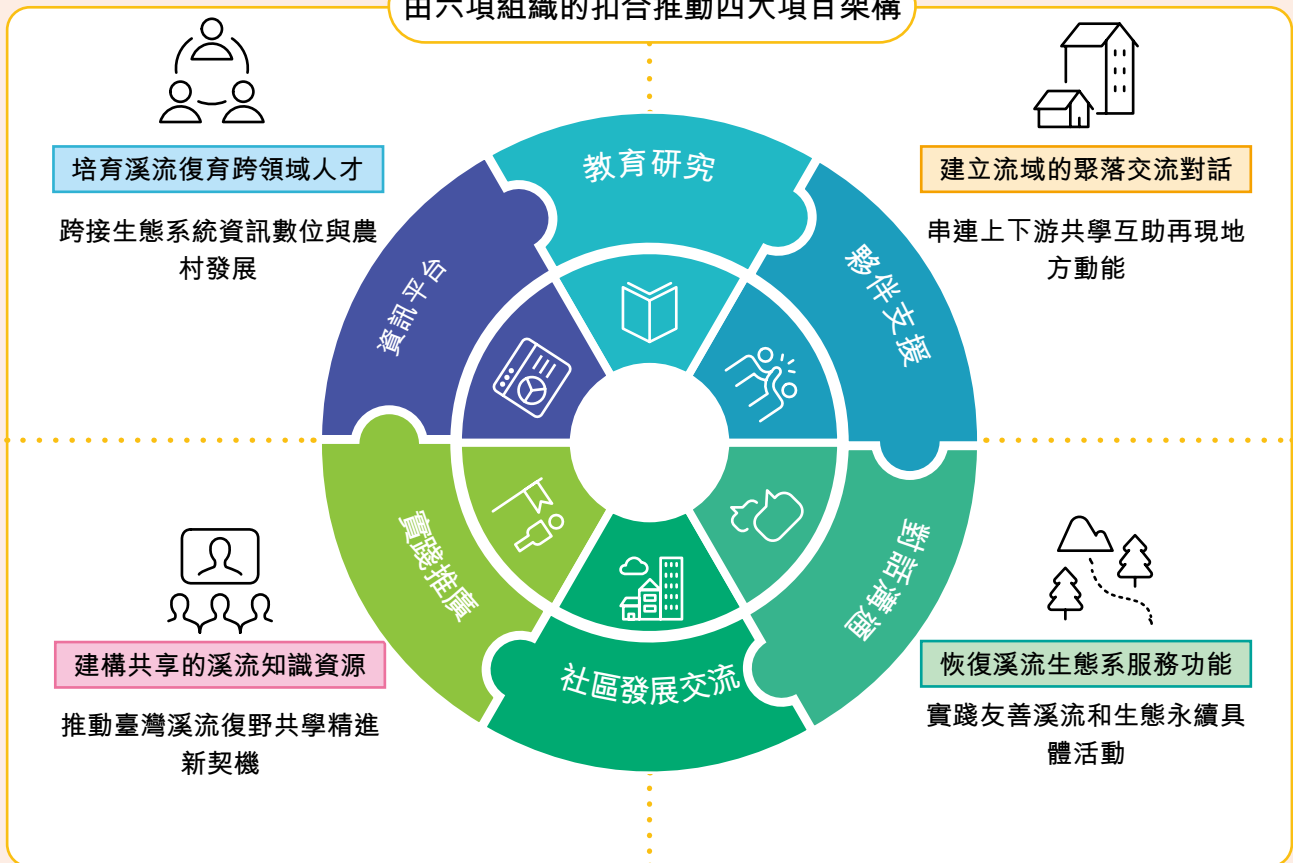 由六項組織的扣合推動四大項目架構
培育溪流復育跨領域人才
跨接生態系統資訊數位與農
村發展
建立流域的聚落交流對話
串連上下游共學互助再現地
方動能
教育研究
夥伴支援
對話溝通
社區發展交流
實踐推廣
資訊平台
建構共享的溪流知識資源
推動臺灣溪流復野共學精進
新契機
恢復溪流生態系服務功能
實踐友善溪流和生態永續具
體活動